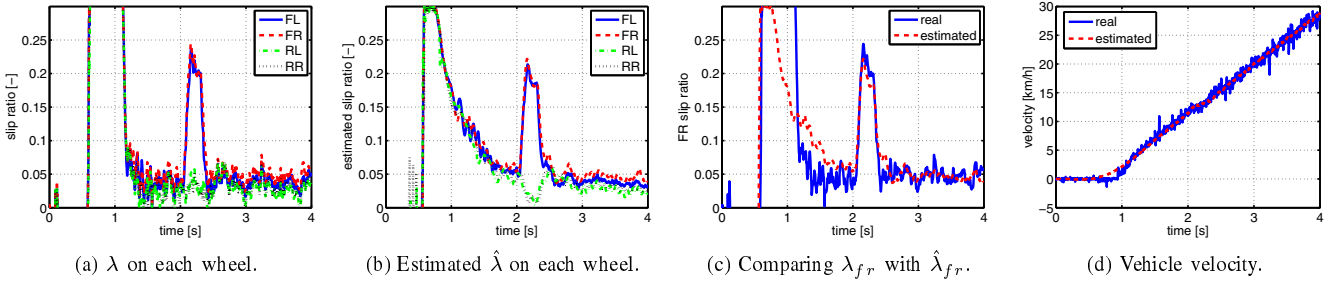 slip ratio [-]
0.25
0.2
0.15
0.1
0.05
0
0 1 2 3 4
time [s]
FL
FR
RL
RR
(a) λ on each wheel.
estimated slip ratio [-]
0.25
0.2
0.15
0.1
0.05
0
0 1 2 3 4
time [s]
FL
FR
RL
RR
(b) Estimated λ̂ on each wheel.
FR slip ratio
0.25
0.2
0.15
0.1
0.05
0
0 1 2 3 4
time [s]
real
estimated
(c) Comparing λfr with λ̂fr.
velocity [km/h]
30
25
20
15
10
5
0
−5
0 1 2 3 4
time [s]
real
estimated
(d) Vehicle velocity.